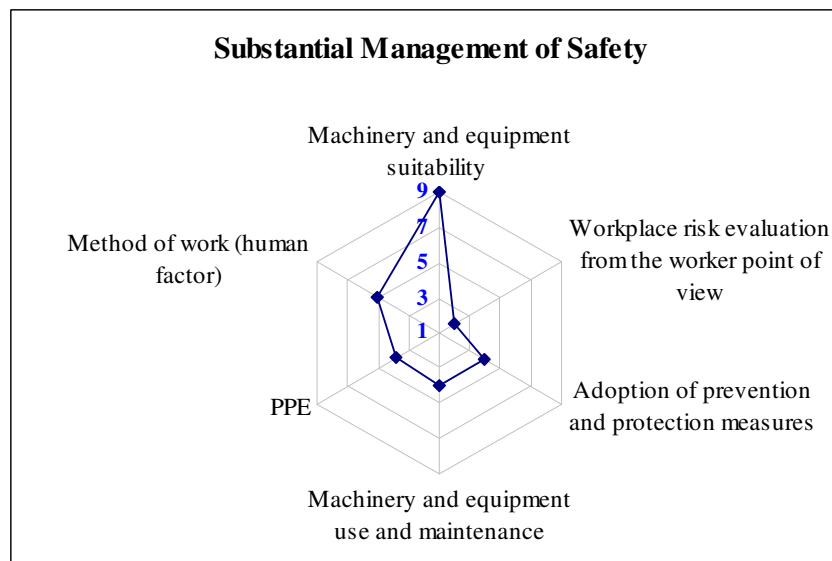 Substantial Management of Safety
Machinery and equipment
suitability
9
7
5
3
1
Workplace risk evaluation
from the worker point of
view
Method of work (human
factor)
Adoption of prevention
and protection measures
PPE
Machinery and equipment
use and maintenance